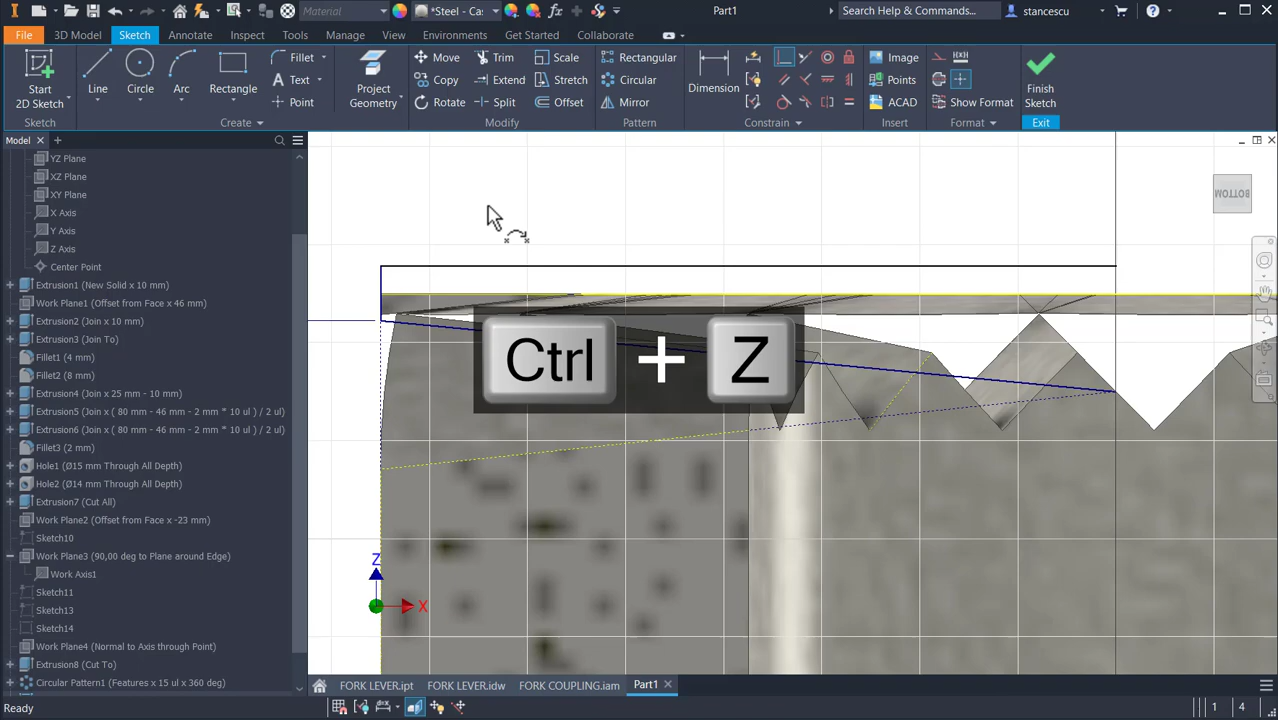 Material
*Steel - Cas
Part1
Search Help & Commands...
stancescu
File
3D Model
Sketch
Annotate
Inspect
Tools
Manage
View
Environments
Get Started
Collaborate
Start
2D Sketch
Line
Circle
Arc
Rectangle
Fillet
Text
Point
Project
Geometry
Move
Copy
Rotate
Trim
Extend
Split
Scale
Stretch
Offset
Rectangular
Circular
Mirror
Dimension
Image
Points
ACAD
Show Format
Finish
Sketch
Sketch
Create
Modify
Pattern
Constrain
Insert
Format
Exit
Model
YZ Plane
XZ Plane
XY Plane
X Axis
Y Axis
Z Axis
Center Point
Extrusion1 (New Solid x 10 mm)
Work Plane1 (Offset from Face x 46 mm)
Extrusion2 (Join x 10 mm)
Extrusion3 (Join To)
Fillet1 (4 mm)
Fillet2 (8 mm)
Extrusion4 (Join x 25 mm - 10 mm)
Extrusion5 (Join x ( 80 mm - 46 mm - 2 mm * 10 ul ) / 2 ul)
Extrusion6 (Join x ( 80 mm - 46 mm - 2 mm * 10 ul ) / 2 ul)
Fillet3 (2 mm)
Hole1 (Ø15 mm Through All Depth)
Hole2 (Ø14 mm Through All Depth)
Extrusion7 (Cut All)
Work Plane2 (Offset from Face x -23 mm)
Sketch10
Work Plane3 (90,00 deg to Plane around Edge)
Work Axis1
Sketch11
Sketch13
Sketch14
Work Plane4 (Normal to Axis through Point)
Extrusion8 (Cut To)
Circular Pattern1 (Features x 15 ul x 360 deg)
BOTTOM
Ctrl + Z
Z
X
FORK LEVER.ipt
FORK LEVER.idw
FORK COUPLING.iam
Part1
Ready
1
4